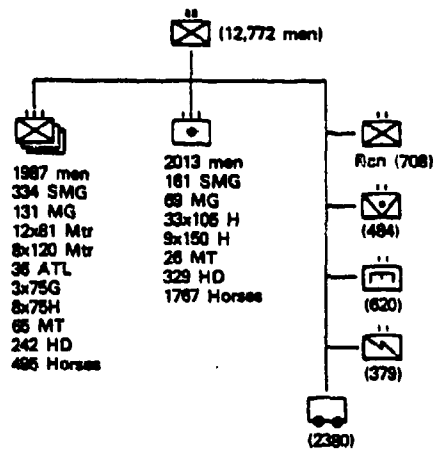 (12,772 men)
1987 men
334 SMG
131 MG
12x81 Mtr
8x120 Mtr
36 ATL
3x75G
8x75H
65 MT
242 HD
495 Horses
2013 men
161 SMG
69 MG
33x105 H
9x150 H
26 MT
329 HD
1767 Horses
Rcn (708)
(484)
(620)
(379)
(2380)